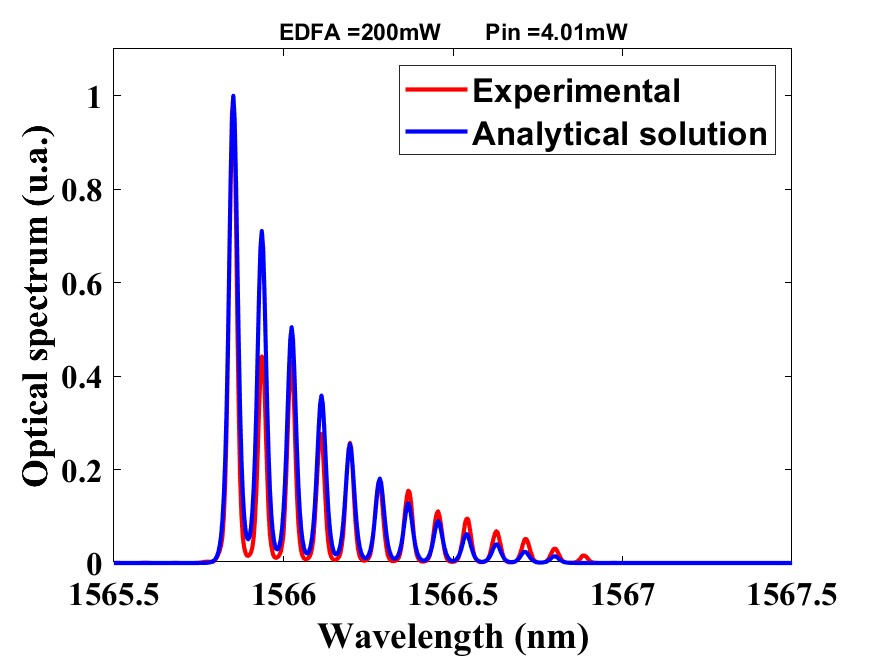 EDFA =200mW Pin =4.01mW
Experimental
Analytical solution
Optical spectrum (u.a.)
1
0.8
0.6
0.4
0.2
0
1565.5 1566 1566.5 1567 1567.5
Wavelength (nm)